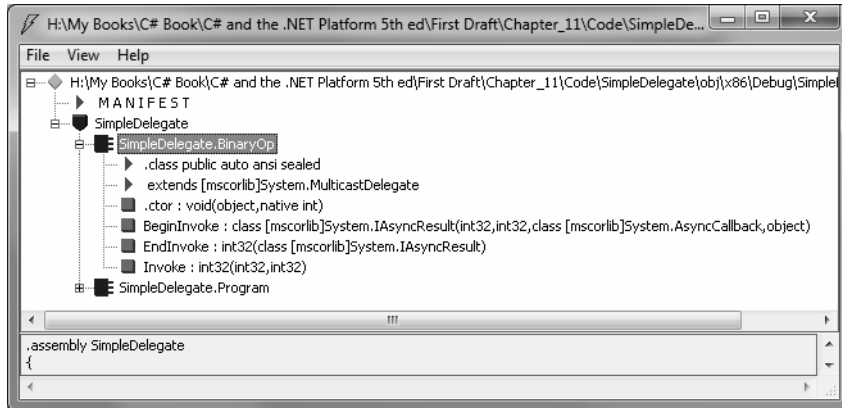 H:\My Books\C# Book\C# and the .NET Platform 5th ed\First Draft\Chapter_11\Code\SimpleDe...
File View Help
H:\My Books\C# Book\C# and the .NET Platform 5th ed\First Draft\Chapter_11\Code\SimpleDelegate\obj\x86\Debug\Simple
MANIFEST
SimpleDelegate
SimpleDelegate.BinaryOp
.class public auto ansi sealed
extends [mscorlib]System.MulticastDelegate
.ctor : void(object,native int)
BeginInvoke : class [mscorlib]System.IAsyncResult(int32,int32,class [mscorlib]System.AsyncCallback,object)
EndInvoke : int32(class [mscorlib]System.IAsyncResult)
Invoke : int32(int32,int32)
SimpleDelegate.Program
.assembly SimpleDelegate
{